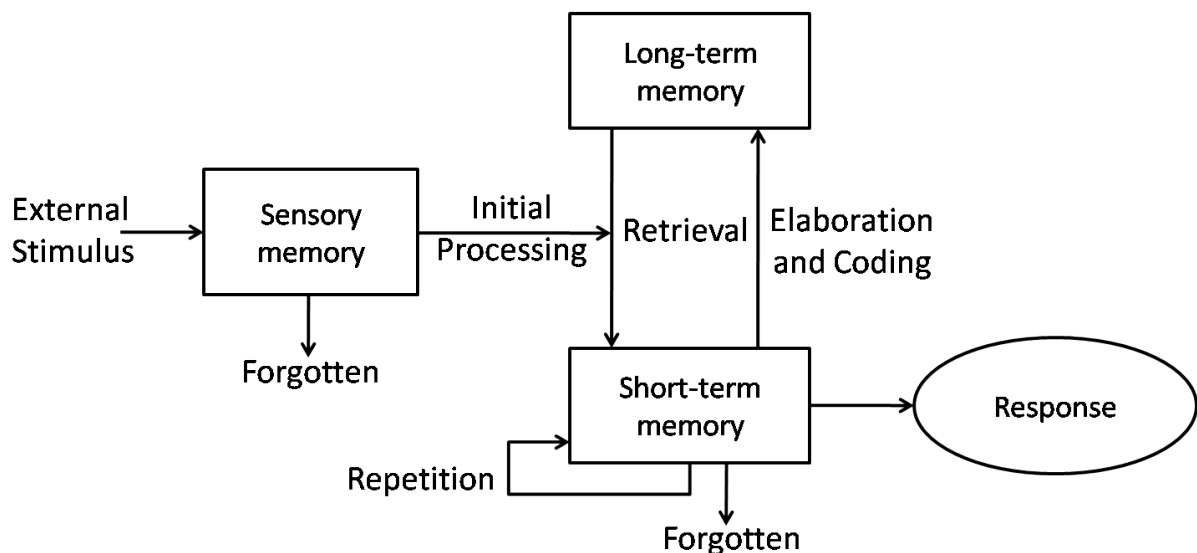 Long-term
memory
External
Stimulus
Sensory
memory
Initial
Processing
Retrieval
Elaboration
and Coding
Forgotten
Short-term
memory
Response
Repetition
Forgotten